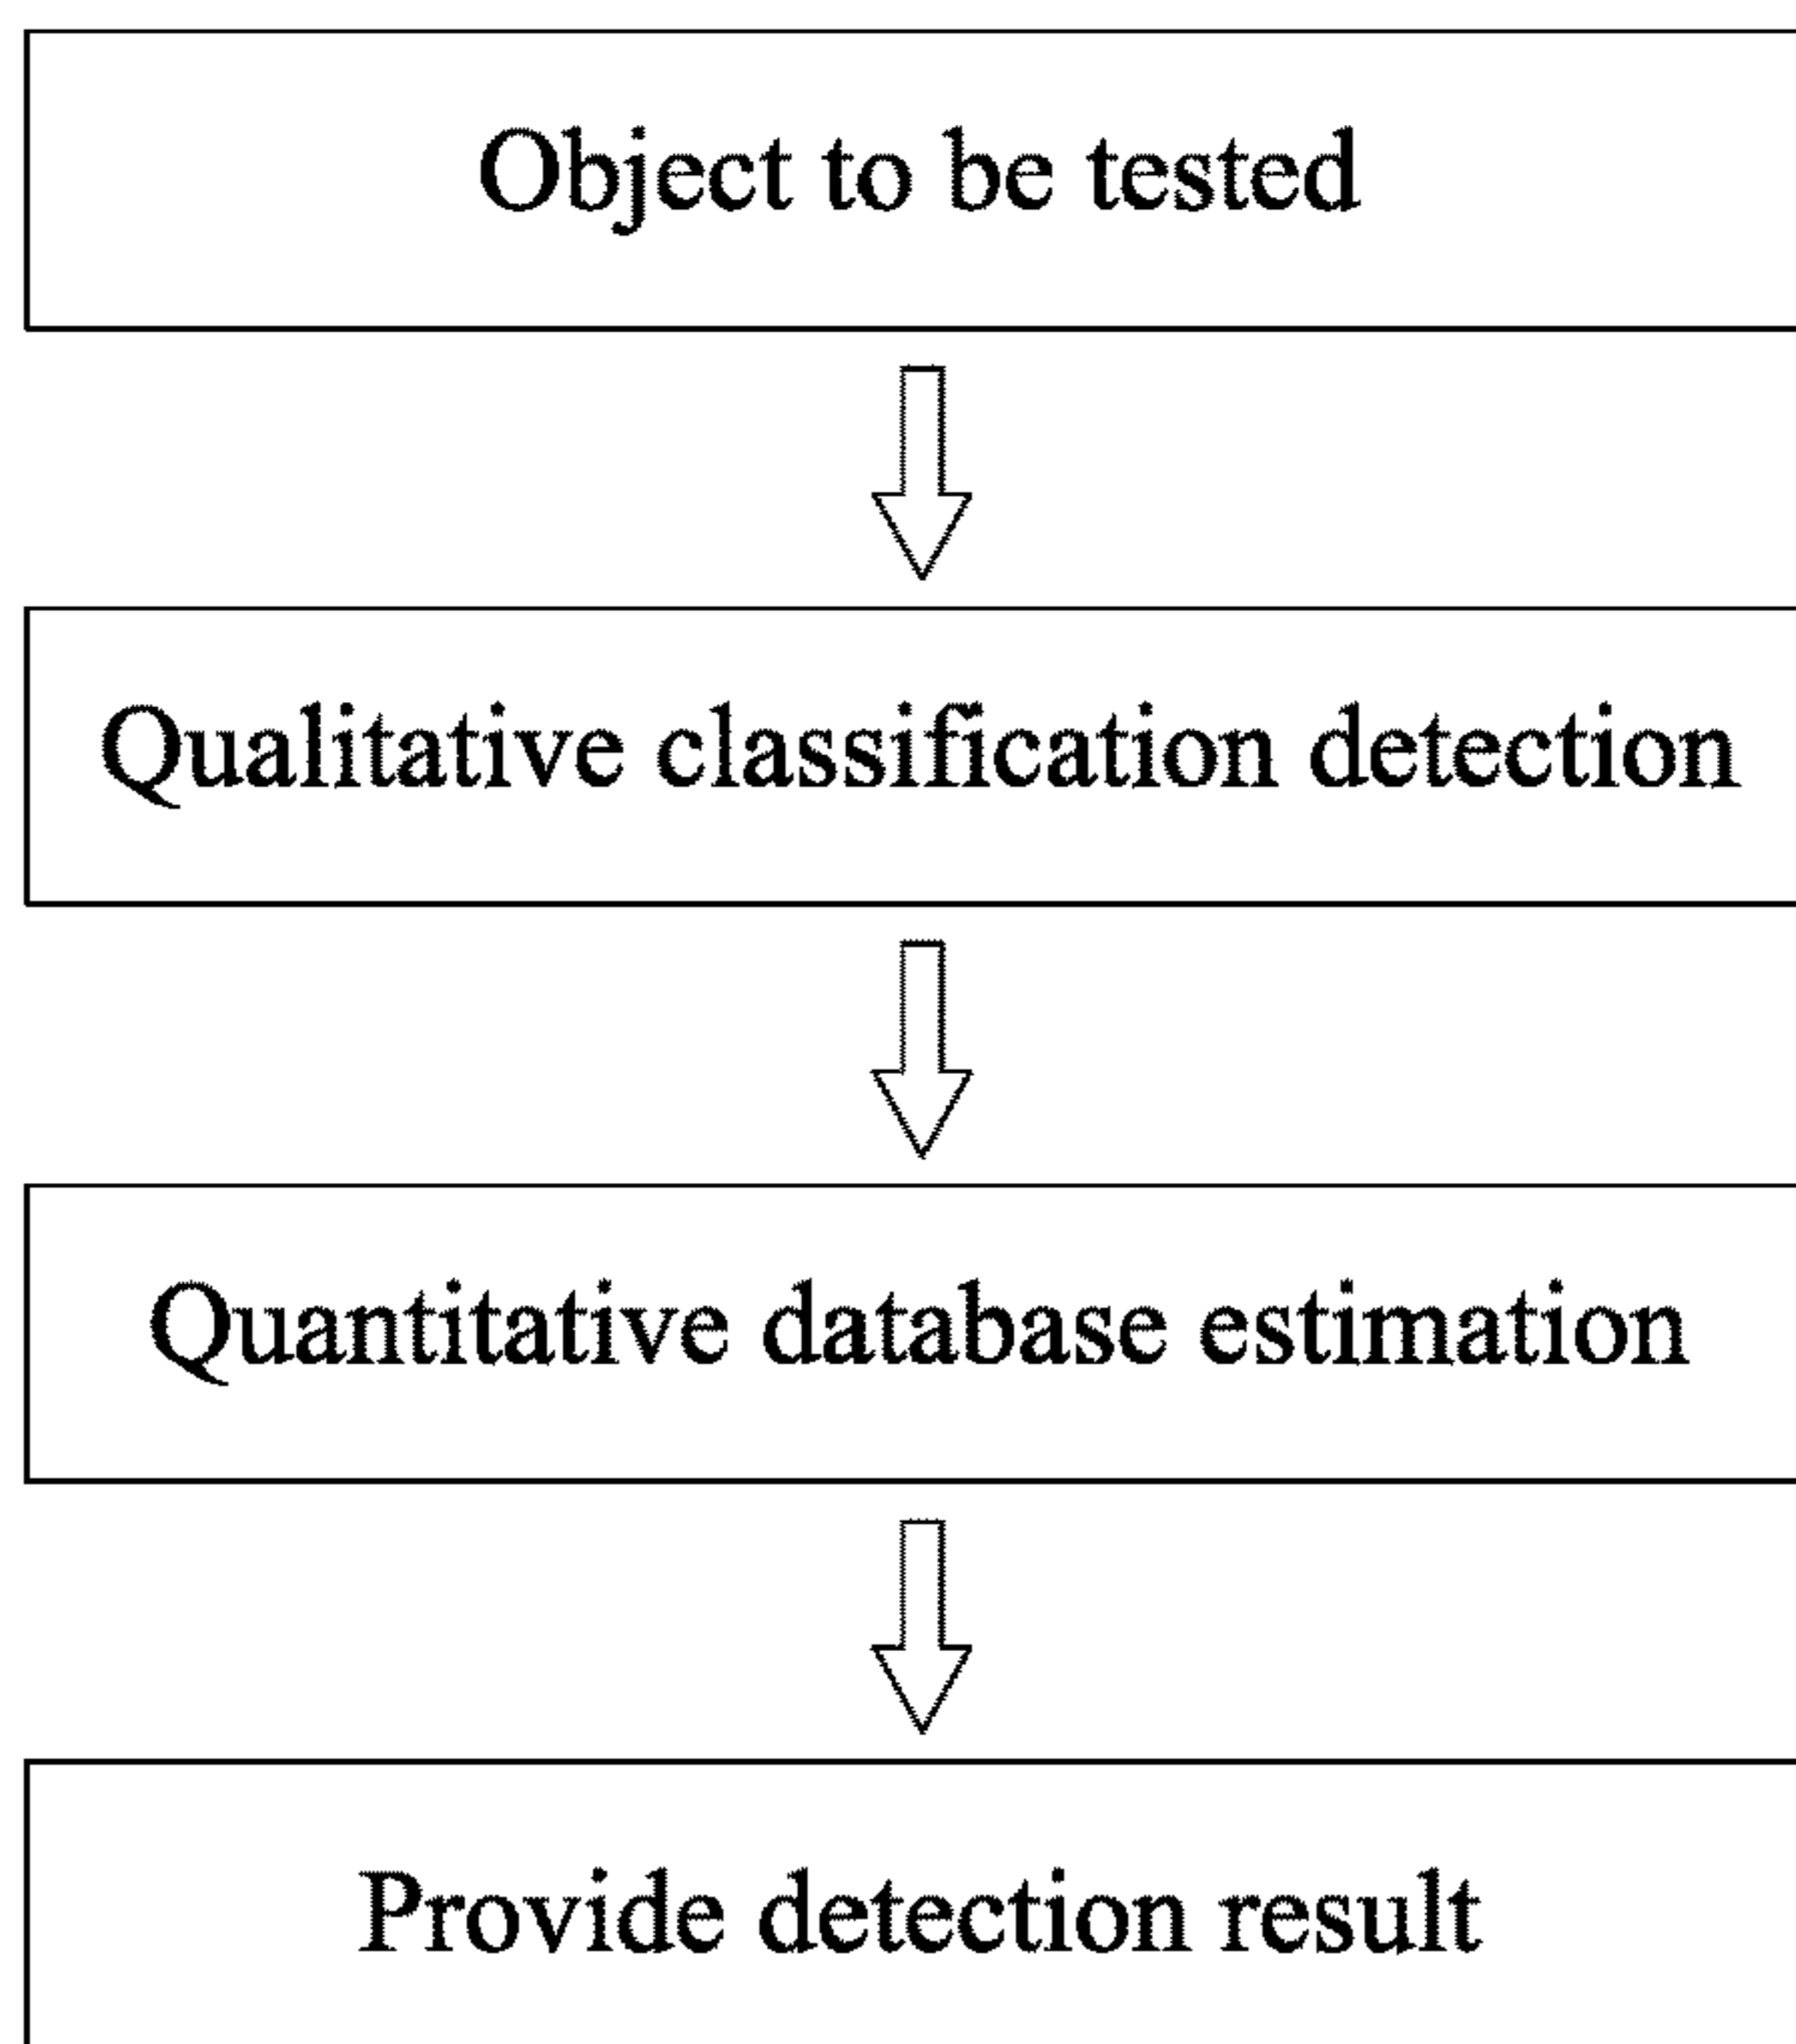 Object to be tested
Qualitative classification detection
Quantitative database estimation
Provide detection result